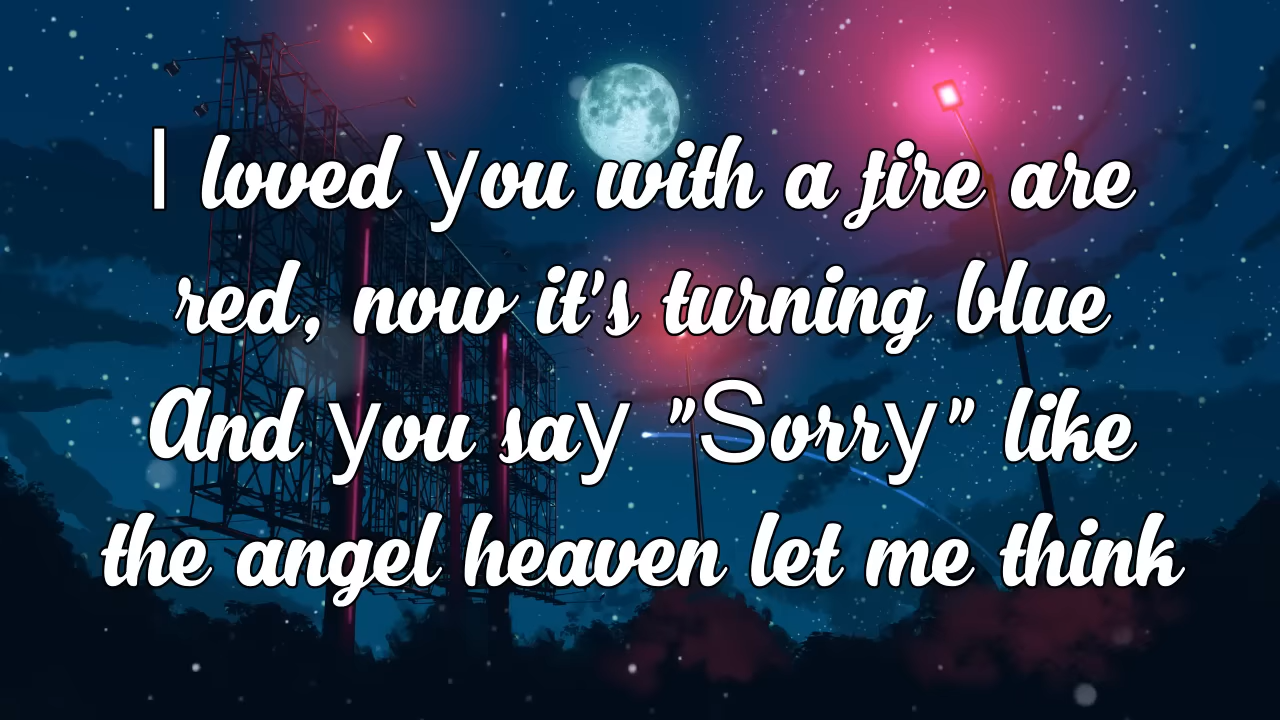 I loved you with a fire are
red, now it's turning blue
And you say "Sorry" like
the angel heaven let me think